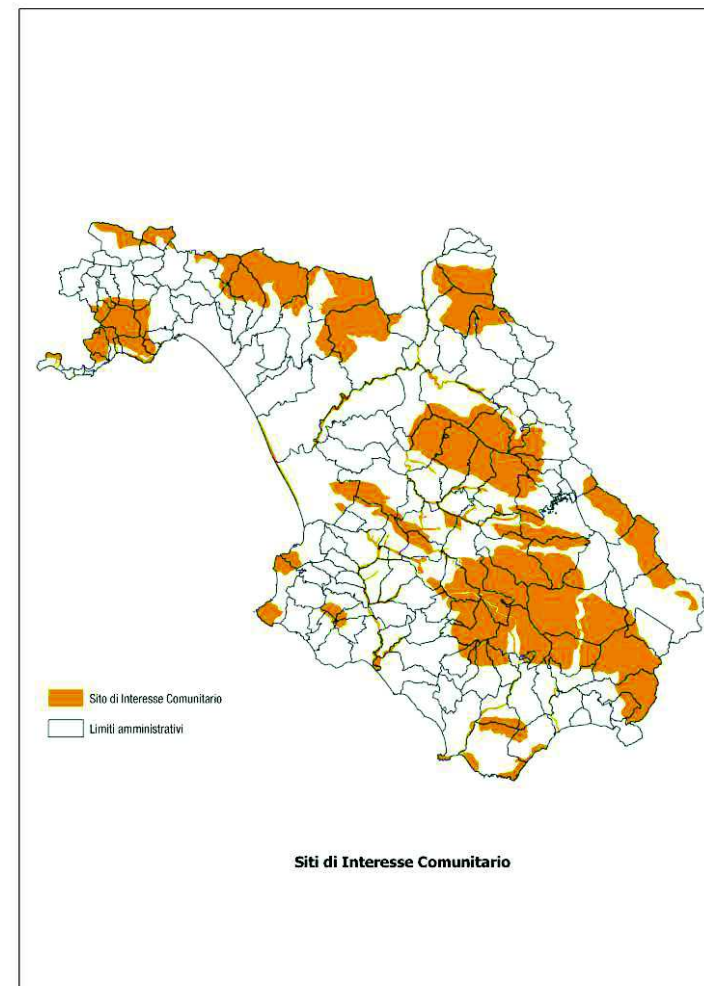 Sito di Interesse Comunitario
Limiti amministrativi
Siti di Interesse Comunitario